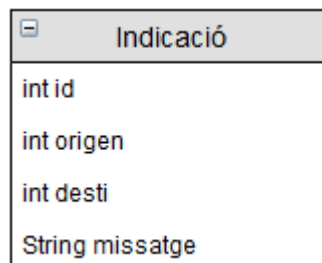 Indicació
int id
int origen
int desti
String missatge